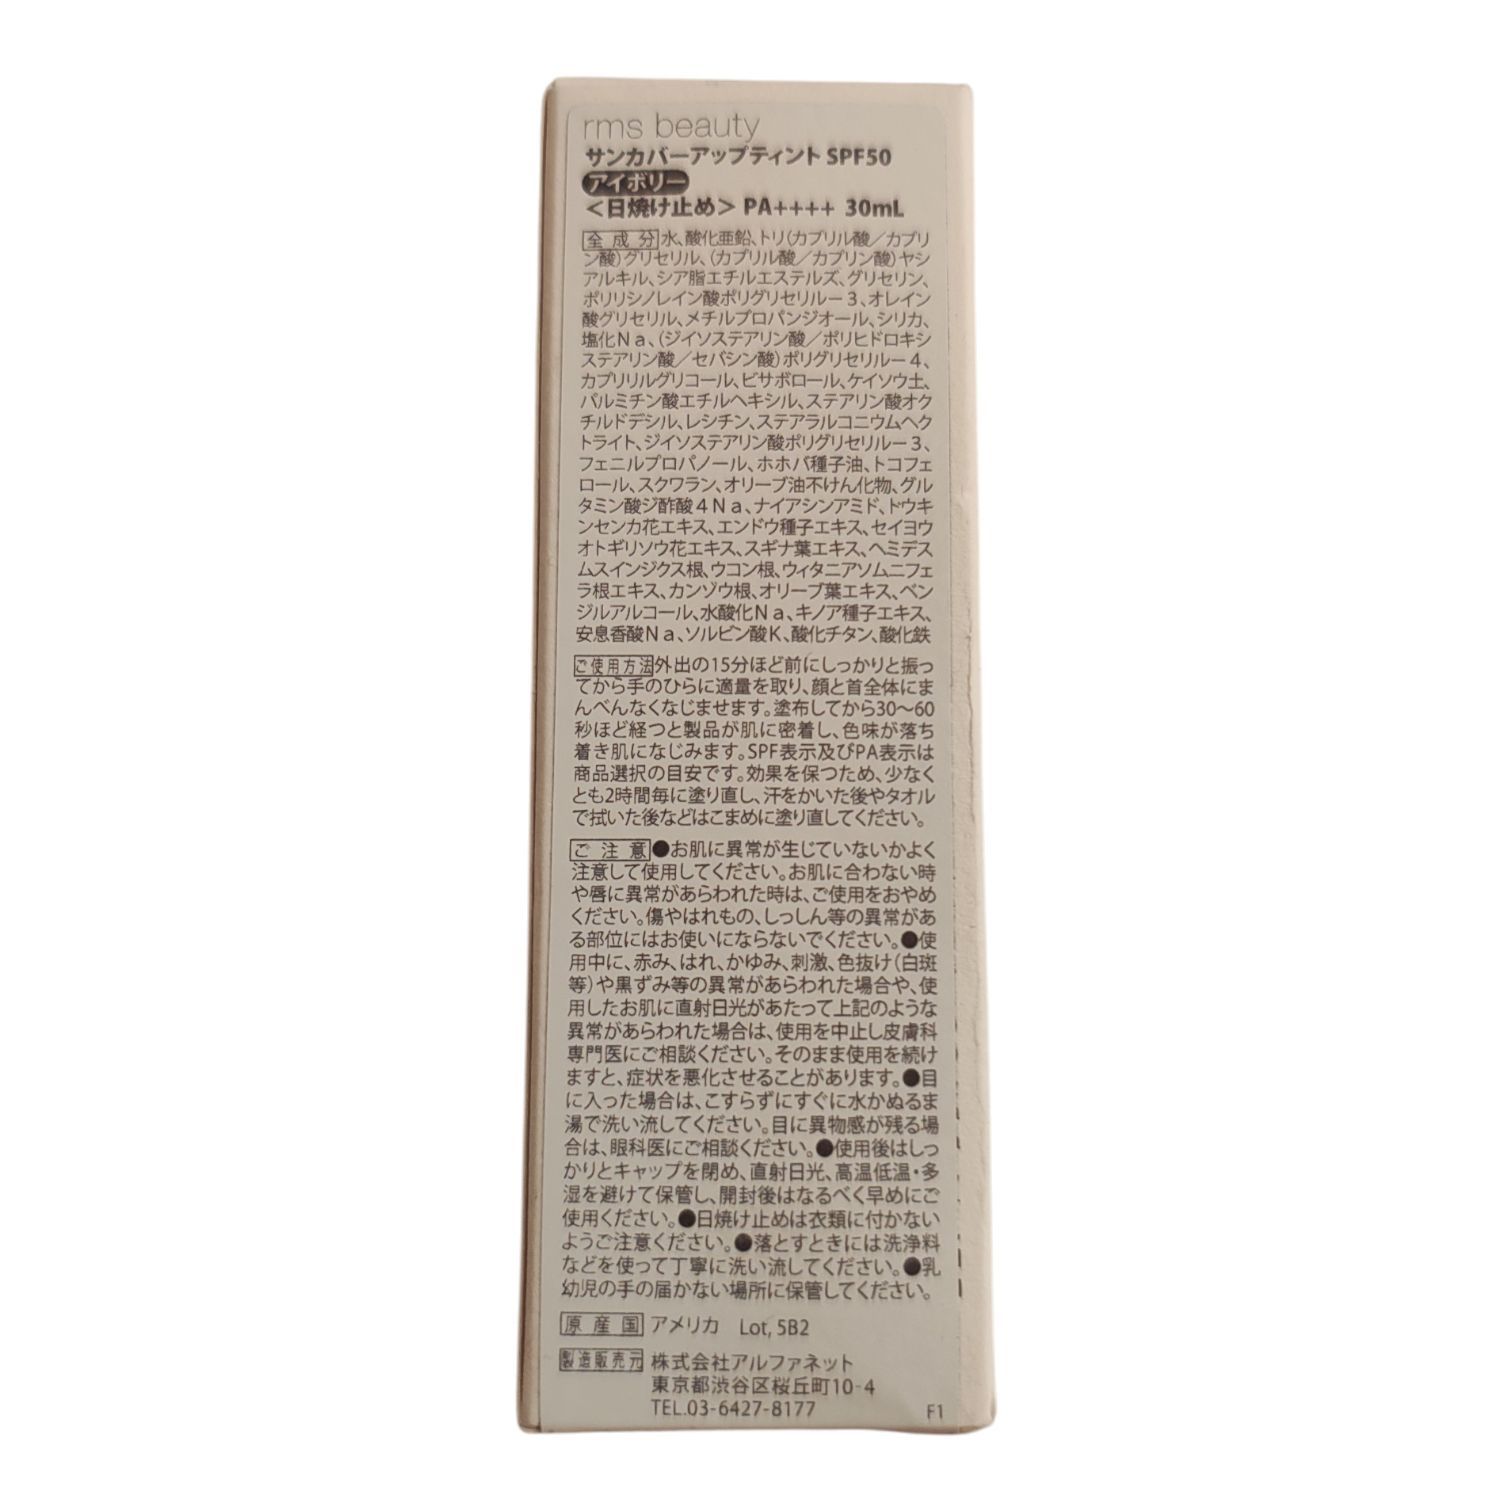 rms beauty
サンカバーアップティント SPF50
アイボリー
＜日焼け止め＞ PA++++ 30mL
全成分 水、酸化亜鉛、トリ(カプリル酸／カプリ
ン酸)グリセリル、(カプリル酸／カプリン酸)ヤシ
アルキル、シア脂エチルエステルズ、グリセリン、
ポリリシノレイン酸ポリグリセリル－3、オレイン
酸グリセリル、メチルプロパンジオール、シリカ、
塩化Na、(ジイソステアリン酸／ポリヒドロキシ
ステアリン酸／セバシン酸)ポリグリセリル－4、
カプリリルグリコール、ビサボロール、ケイソウ土、
パルミチン酸エチルヘキシル、ステアリン酸オク
チルドデシル、レシチン、ステアラルコニウムヘク
トライト、ジイソステアリン酸ポリグリセリル－3、
フェニルプロパノール、ホホバ種子油、トコフェ
ロール、スクワラン、オリーブ油不けん化物、グル
タミン酸ジ酢酸4Na、ナイアシンアミド、トウキ
ンセンカ花エキス、エンドウ種子エキス、セイヨウ
オトギリソウ花エキス、スギナ葉エキス、ヘミデス
ムスインジクス根、ウコン根、ウィタニアソムニフェ
ラ根エキス、カンゾウ根、オリーブ葉エキス、ベン
ジルアルコール、水酸化Na、キノア種子エキス、
安息香酸Na、ソルビン酸K、酸化チタン、酸化鉄
ご使用方法 外出の15分ほど前にしっかりと振っ
てから手のひらに適量を取り、顔と首全体にま
んべんなくなじませます。塗布してから30～60
秒ほど経つと製品が肌に密着し、色味が落ち
着き肌になじみます。SPF表示及びPA表示は
商品選択の目安です。効果を保つため、少なく
とも2時間毎に塗り直し、汗をかいた後やタオル
で拭いた後などはこまめに塗り直してください。
ご注意 ●お肌に異常が生じていないかよく
注意して使用してください。お肌に合わない時
や唇に異常があらわれた時は、ご使用をおやめ
ください。傷やはれもの、しっしん等の異常があ
る部位にはお使いにならないでください。●使
用中に、赤み、はれ、かゆみ、刺激、色抜け(白斑
等)や黒ずみ等の異常があらわれた場合や、使
用したお肌に直射日光があたって上記のような
異常があらわれた場合は、使用を中止し皮膚科
専門医にご相談ください。そのまま使用を続け
ますと、症状を悪化させることがあります。●目
に入った場合は、こすらずにすぐに水かぬるま
湯で洗い流してください。目に異物感が残る場
合は、眼科医にご相談ください。●使用後はしっ
かりとキャップを閉め、直射日光、高温低温・多
湿を避けて保管し、開封後はなるべく早めにご
使用ください。●日焼け止めは衣類に付かない
ようご注意ください。●落とすときには洗浄料
などを使って丁寧に洗い流してください。●乳
幼児の手の届かない場所に保管してください。
原産国 アメリカ Lot, 5B2
製造販売元 株式会社アルファネット
東京都渋谷区桜丘町10-4
TEL.03-6427-8177 F1